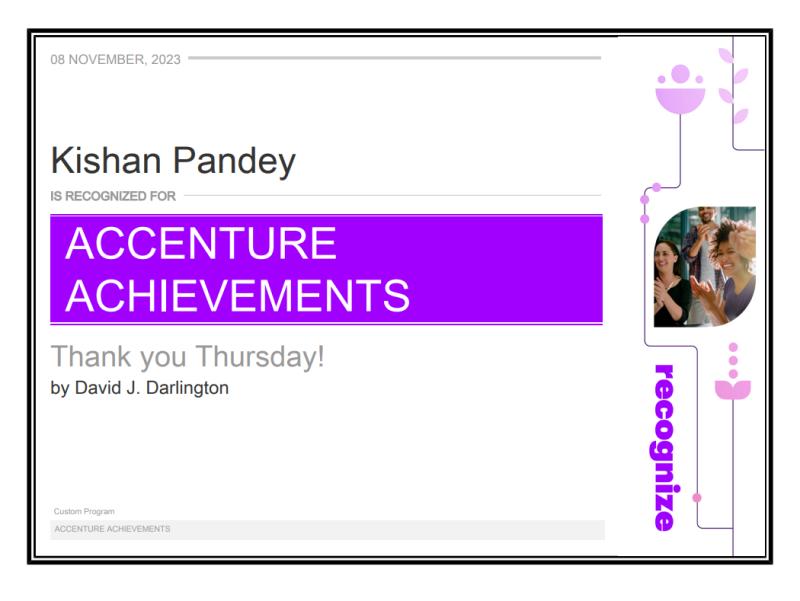 08 NOVEMBER, 2023
Kishan Pandey
IS RECOGNIZED FOR
ACCENTURE
ACHIEVEMENTS
Thank you Thursday!
by David J. Darlington
Custom Program
ACCENTURE ACHIEVEMENTS
recognize